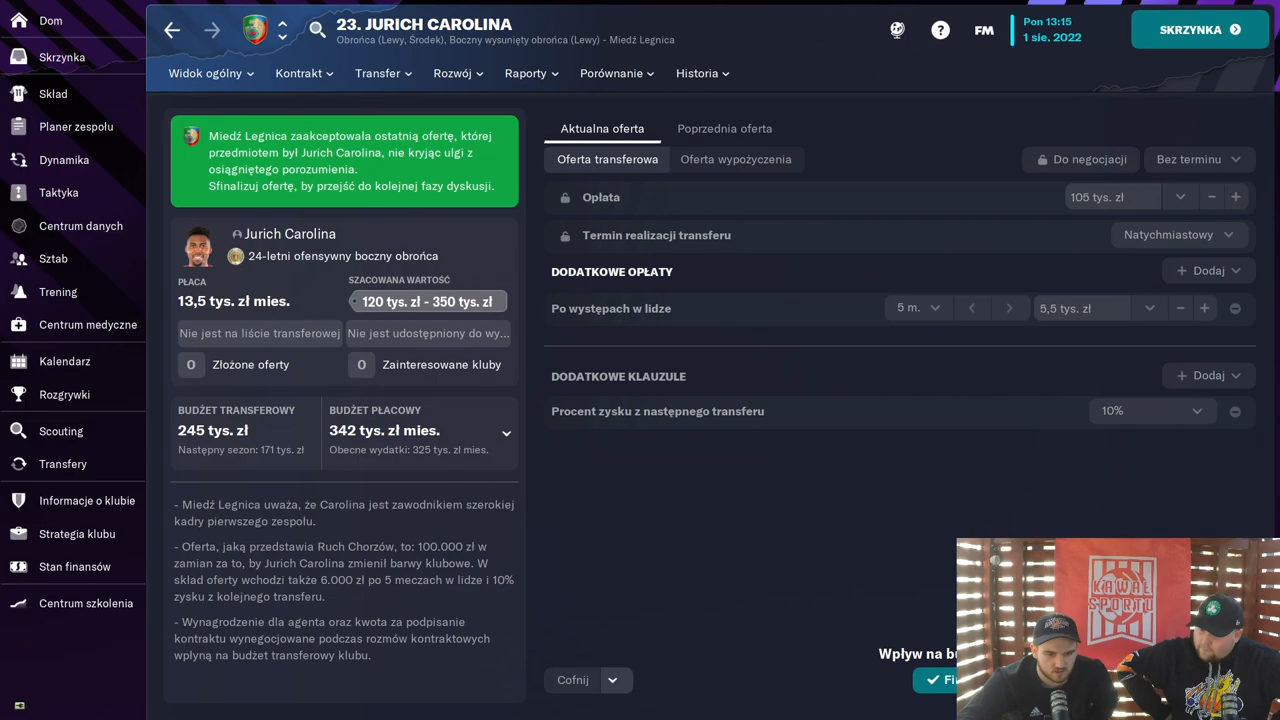 Dom
Skrzynka
Skład
Planer zespołu
Dynamika
Taktyka
Centrum danych
Sztab
Trening
Centrum medyczne
Kalendarz
Rozgrywki
Scouting
Transfery
Informacje o klubie
Strategia klubu
Stan finansów
Centrum szkolenia
23. JURICH CAROLINA
Obrońca (Lewy, Środek), Boczny wysunięty obrońca (Lewy) - Miedź Legnica
FM
Pon 13:15
1 sie. 2022
SKRZYNKA
Widok ogólny
Kontrakt
Transfer
Rozwój
Raporty
Porównanie
Historia
Miedź Legnica zaakceptowała ostatnią ofertę, której
przedmiotem był Jurich Carolina, nie kryjąc ulgi z
osiągniętego porozumienia.
Sfinalizuj ofertę, by przejść do kolejnej fazy dyskusji.
Jurich Carolina
24-letni ofensywny boczny obrońca
PŁACA
13,5 tys. zł mies.
SZACOWANA WARTOŚĆ
120 tys. zł - 350 tys. zł
Nie jest na liście transferowej
Nie jest udostępniony do wy...
0 Złożone oferty
0 Zainteresowane kluby
BUDŻET TRANSFEROWY
245 tys. zł
Następny sezon: 171 tys. zł
BUDŻET PŁACOWY
342 tys. zł mies.
Obecne wydatki: 325 tys. zł mies.
- Miedź Legnica uważa, że Carolina jest zawodnikiem szerokiej
kadry pierwszego zespołu.
- Oferta, jaką przedstawia Ruch Chorzów, to: 100.000 zł w
zamian za to, by Jurich Carolina zmienił barwy klubowe. W
skład oferty wchodzi także 6.000 zł po 5 meczach w lidze i 10%
zysku z kolejnego transferu.
- Wynagrodzenie dla agenta oraz kwota za podpisanie
kontraktu wynegocjowane podczas rozmów kontraktowych
wpłyną na budżet transferowy klubu.
Aktualna oferta
Poprzednia oferta
Oferta transferowa
Oferta wypożyczenia
Do negocjacji
Bez terminu
Opłata
105 tys. zł
Termin realizacji transferu
Natychmiastowy
DODATKOWE OPŁATY
Dodaj
Po występach w lidze
5 m.
5,5 tys. zł
DODATKOWE KLAUZULE
Dodaj
Procent zysku z następnego transferu
10%
Wpływ na bu
Cofnij
Fi
KAWAŁ
SPORTU